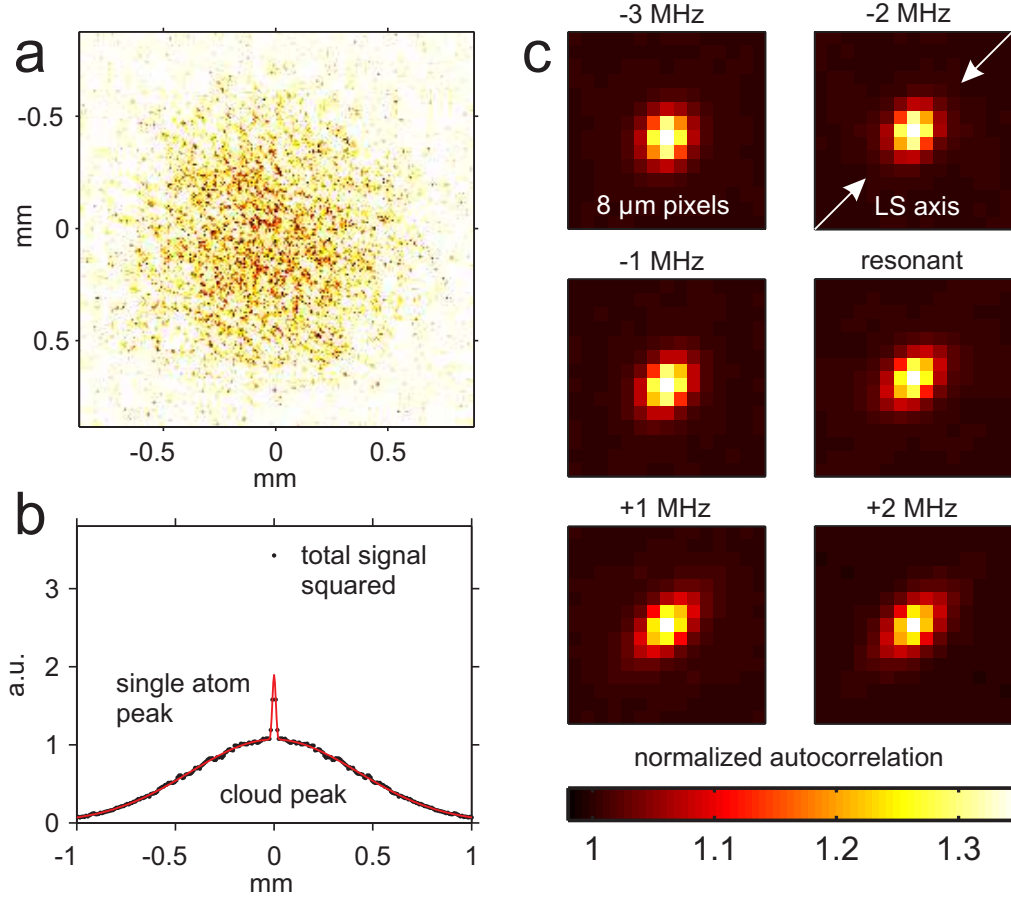 a
-0.5
0
0.5
mm
-0.5
0
0.5
mm
b
3
2
1
0
a.u.
total signal
squared
single atom
peak
cloud peak
-1
-0.5
0
0.5
1
mm
c
-3 MHz
-2 MHz
8 µm pixels
LS axis
-1 MHz
resonant
+1 MHz
+2 MHz
normalized autocorrelation
1
1.1
1.2
1.3